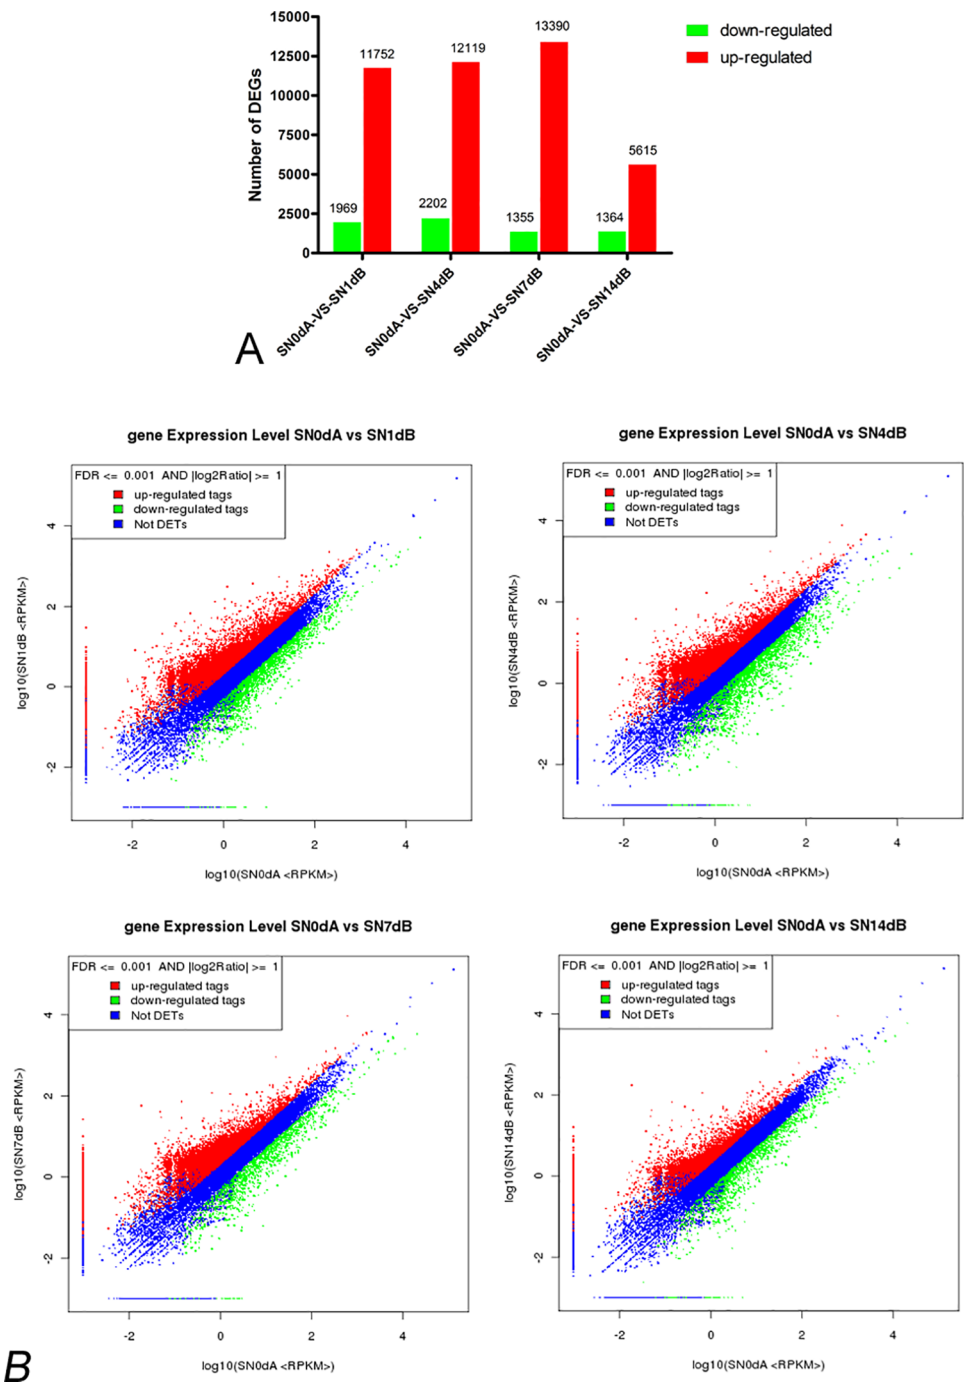 15000
12500
10000
7500
5000
2500
0
Number of DEGs
11752
12119
13390
5615
1969
2202
1355
1364
down-regulated
up-regulated
SN0dA-VS-SN1dB
SN0dA-VS-SN4dB
SN0dA-VS-SN7dB
SN0dA-VS-SN14dB
A
gene Expression Level SN0dA vs SN1dB
FDR <= 0.001 AND |log2Ratio| >= 1
up-regulated tags
down-regulated tags
Not DETs
4
2
0
-2
log10(SN1dB <RPKM>)
-2 0 2 4
log10(SN0dA <RPKM>)
gene Expression Level SN0dA vs SN4dB
FDR <= 0.001 AND |log2Ratio| >= 1
up-regulated tags
down-regulated tags
Not DETs
4
2
0
-2
log10(SN4dB <RPKM>)
-2 0 2 4
log10(SN0dA <RPKM>)
gene Expression Level SN0dA vs SN7dB
FDR <= 0.001 AND |log2Ratio| >= 1
up-regulated tags
down-regulated tags
Not DETs
4
2
0
-2
log10(SN7dB <RPKM>)
-2 0 2 4
log10(SN0dA <RPKM>)
gene Expression Level SN0dA vs SN14dB
FDR <= 0.001 AND |log2Ratio| >= 1
up-regulated tags
down-regulated tags
Not DETs
4
2
0
-2
log10(SN14dB <RPKM>)
-2 0 2 4
log10(SN0dA <RPKM>)
B